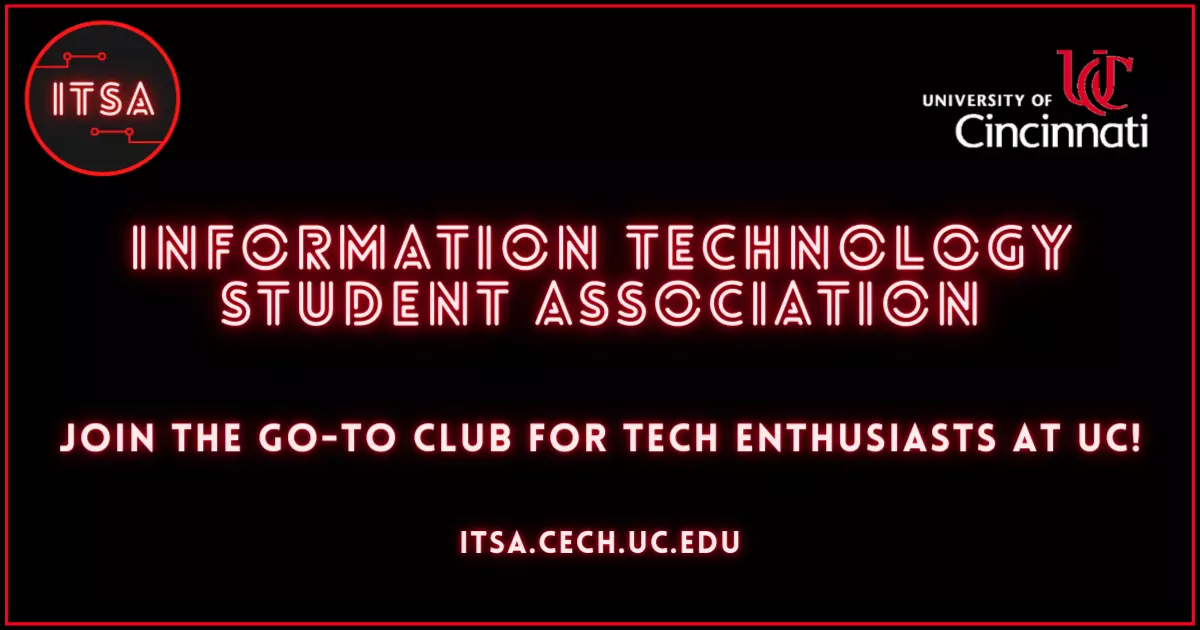 ITSA
UNIVERSITY OF UC
Cincinnati
INFORMATION TECHNOLOGY
STUDENT ASSOCIATION
JOIN THE GO-TO CLUB FOR TECH ENTHUSIASTS AT UC!
ITSA.CECH.UC.EDU